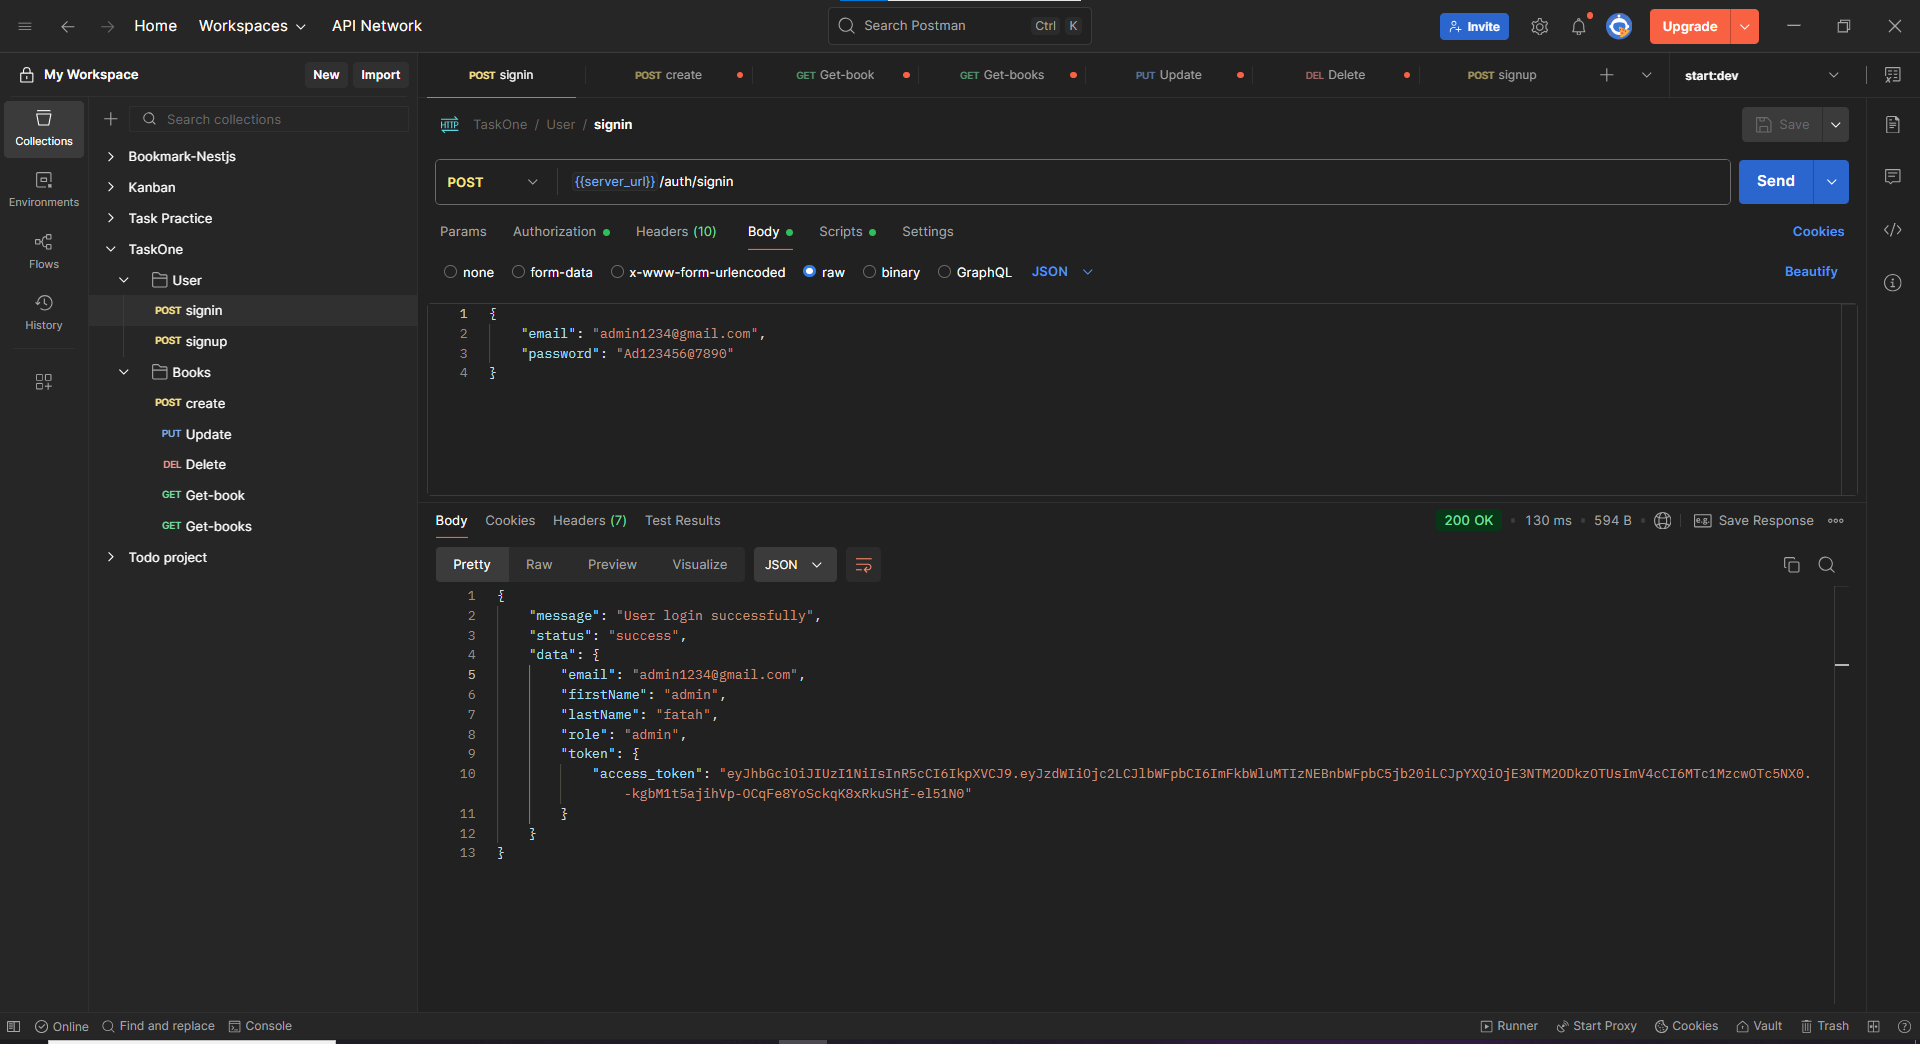 Home Workspaces API Network Search Postman Ctrl K Invite Upgrade
My Workspace New Import
POST signin POST create GET Get-book GET Get-books PUT Update DEL Delete POST signup start:dev
Collections
Environments
Flows
History
Search collections
Bookmark-Nestjs
Kanban
Task Practice
TaskOne
User
POST signin
POST signup
Books
POST create
PUT Update
DEL Delete
GET Get-book
GET Get-books
Todo project
HTTP TaskOne / User / signin Save
POST {{server_url}} /auth/signin Send
Params Authorization Headers (10) Body Scripts Settings Cookies
none form-data x-www-form-urlencoded raw binary GraphQL JSON Beautify
1 {
2 "email": "admin1234@gmail.com",
3 "password": "Ad123456@7890"
4 }
Body Cookies Headers (7) Test Results 200 OK 130 ms 594 B e.g. Save Response
Pretty Raw Preview Visualize JSON
1 {
2 "message": "User login successfully",
3 "status": "success",
4 "data": {
5 "email": "admin1234@gmail.com",
6 "firstName": "admin",
7 "lastName": "fatah",
8 "role": "admin",
9 "token": {
10 "access_token": "eyJhbGciOiJIUzI1NiIsInR5cCI6IkpXVCJ9.eyJzdWIiOjc2LCJlbWFpbCI6ImFkbWluMTIzNEBnbWFpbC5jb20iLCJpYXQiOjE3NTM2ODkzOTUsImV4cCI6MTc1MzcwOTc5NX0.
-kgbM1t5ajihVp-OCqFe8YoSckqK8xRkuSHf-el51N0"
11 }
12 }
13 }
Online Find and replace Console Runner Start Proxy Cookies Vault Trash